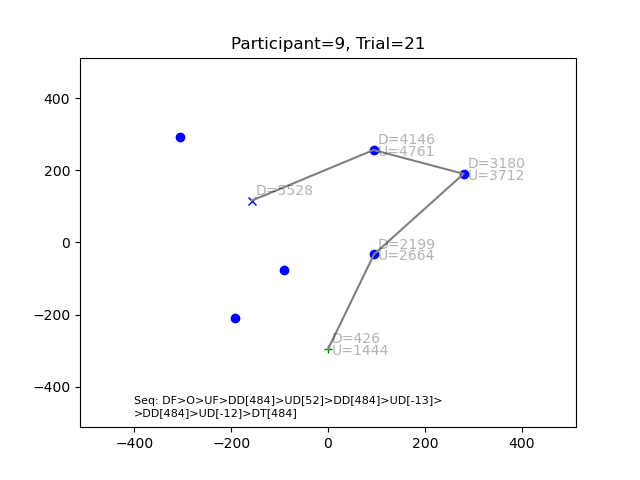 Participant=9, Trial=21
400
200
0
−200
−400
−400
−200
0
200
400
D=4146
U=4761
D=3180
U=3712
D=5528
D=2199
U=2664
D=426
U=1444
Seq: DF>O>UF>DD[484]>UD[52]>DD[484]>UD[-13]>
>DD[484]>UD[-12]>DT[484]